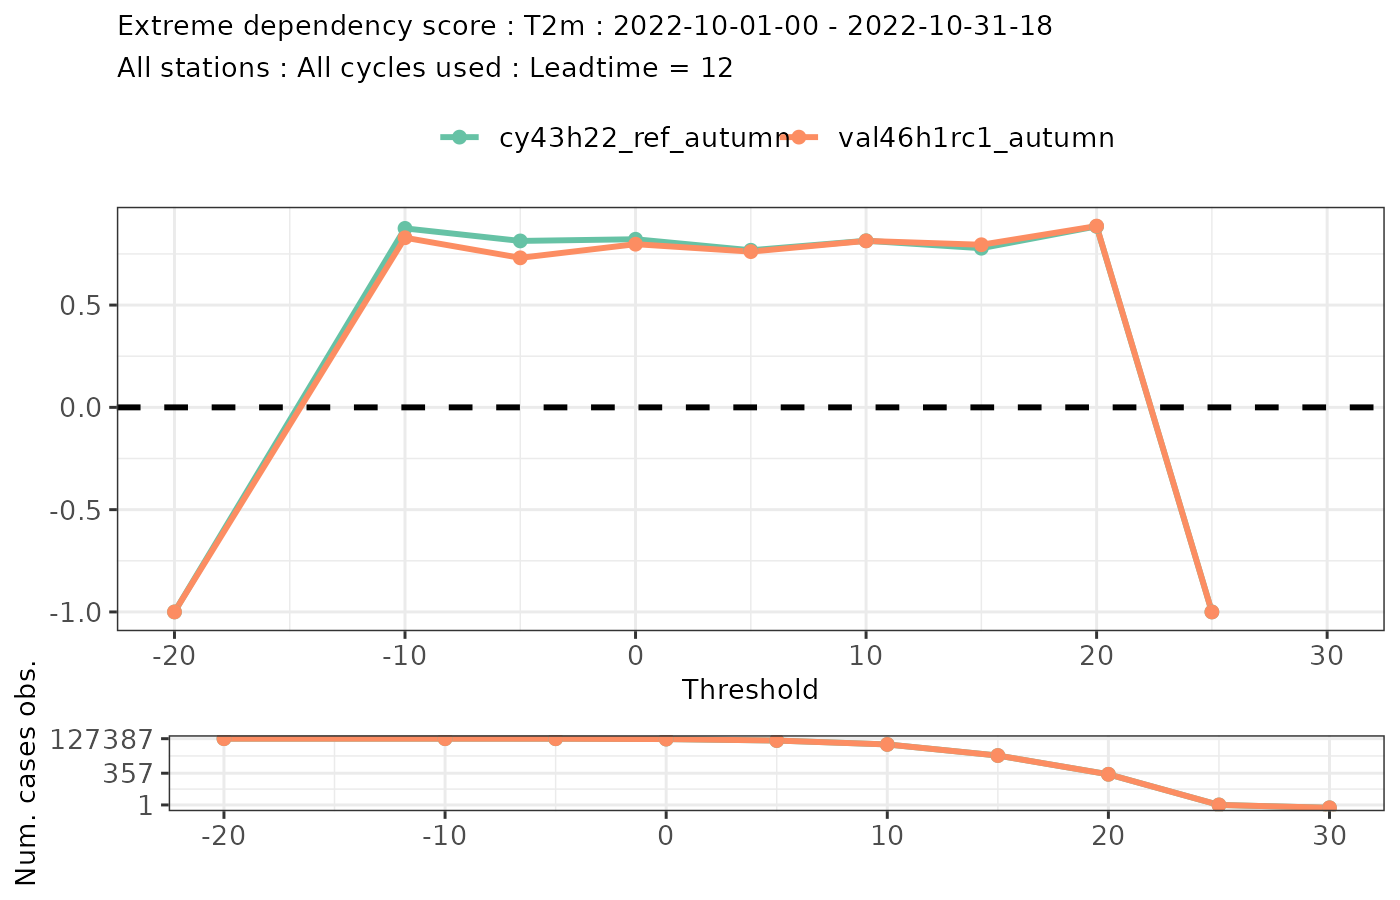 Extreme dependency score : T2m : 2022-10-01-00 - 2022-10-31-18
All stations : All cycles used : Leadtime = 12
cy43h22_ref_autumn val46h1rc1_autumn
0.5
0.0
-0.5
-1.0
-20 -10 0 10 20 30
Threshold
Num. cases obs.
127387
357
1
-20 -10 0 10 20 30